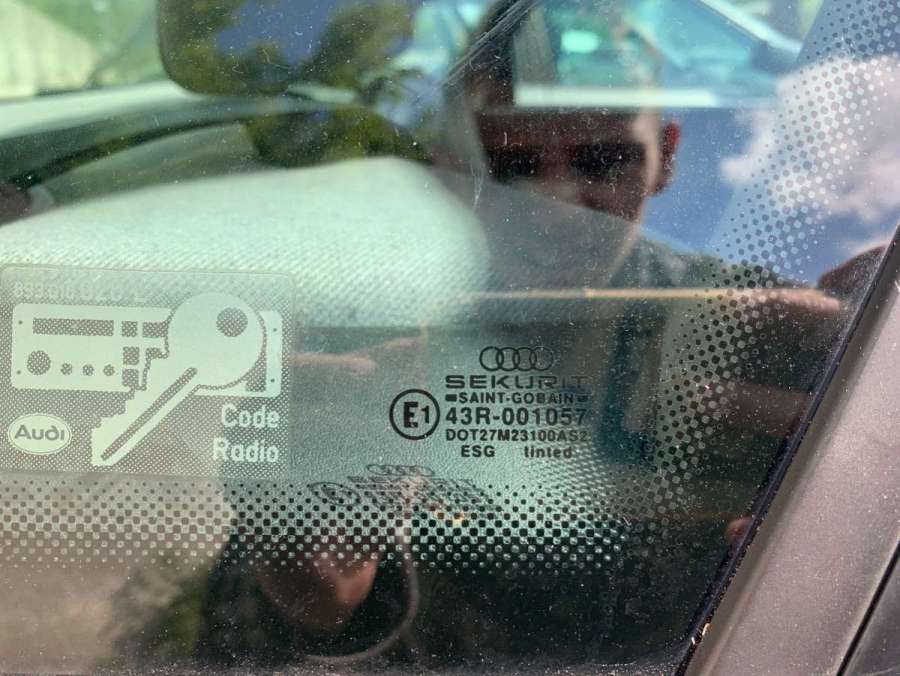 Audi
Code
Radio
SEKURIT
SAINT-GOBAIN
E1
43R-001057
DOT27M23100AS2
ESG tinted